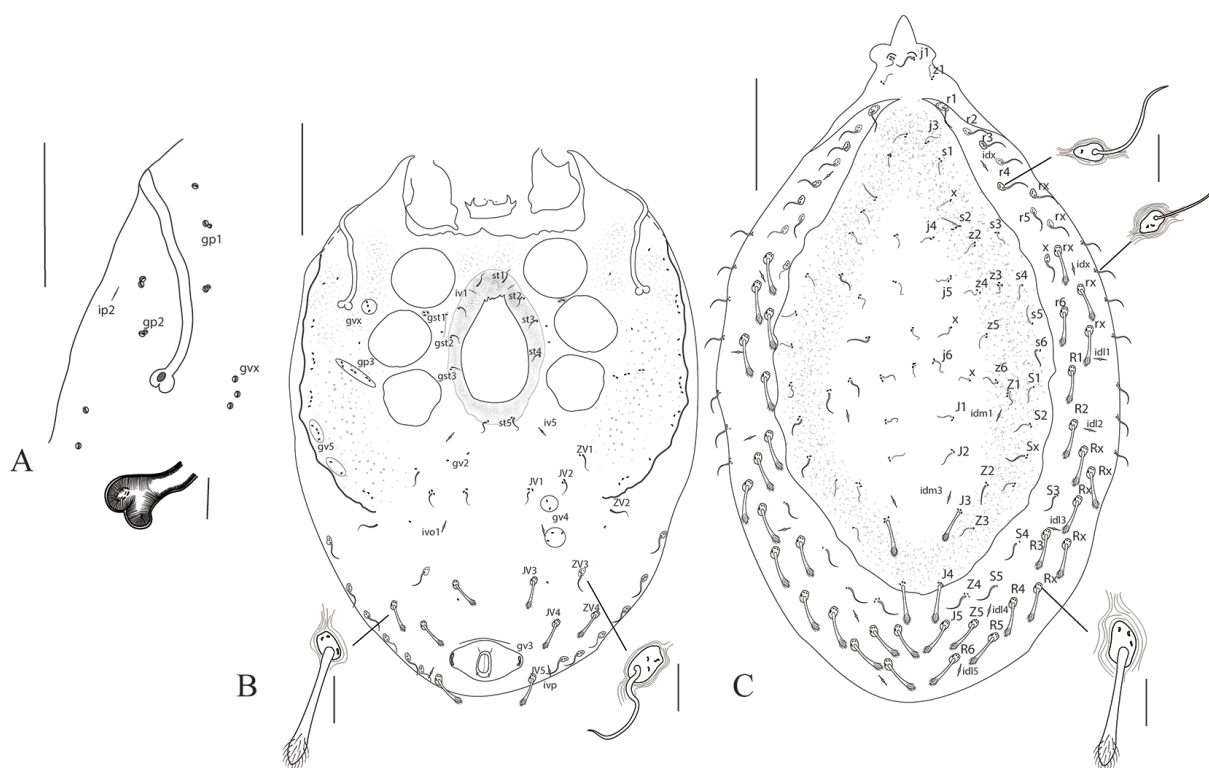 gp1
ip2
gp2
gvx
A
st1
iv1
st2
gvx
gst1
st3
gst2
st4
gp3
gst3
st5
iv5
gv5
gv2
ZV1
JV2
JV1
ZV2
gv4
ivo1
JV3
ZV3
JV4
ZV4
gv3
JV5
ivp
B
j1
z1
r1
r2
j3
r3
s1
idx
r4
x
rx
s2
r5
rx
j4
s3
z2
x
rx
idx
z3
s4
j5
z4
rx
r6
s5
x
z5
rx
s6
idl1
j6
R1
x
z6
Z1
S1
J1
idm1
S2
R2
idl2
J2
Sx
Rx
Rx
Z2
idm3
Rx
J3
S3
Z3
idl3
Rx
S4
R3
J4
Z4
S5
Rx
R4
J5
Z5
idl4
R5
R6
idl5
C